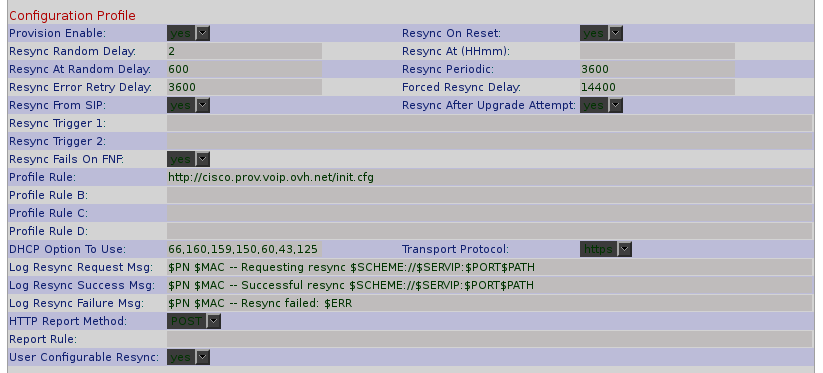 Configuration Profile
Provision Enable: yes Resync On Reset: yes
Resync Random Delay: 2 Resync At (HHmm):
Resync At Random Delay: 600 Resync Periodic: 3600
Resync Error Retry Delay: 3600 Forced Resync Delay: 14400
Resync From SIP: yes Resync After Upgrade Attempt: yes
Resync Trigger 1:
Resync Trigger 2:
Resync Fails On FNF: yes
Profile Rule: http://cisco.prov.voip.ovh.net/init.cfg
Profile Rule B:
Profile Rule C:
Profile Rule D:
DHCP Option To Use: 66,160,159,150,60,43,125 Transport Protocol: https
Log Resync Request Msg: $PN $MAC -- Requesting resync $SCHEME://$SERVIP:$PORT$PATH
Log Resync Success Msg: $PN $MAC -- Successful resync $SCHEME://$SERVIP:$PORT$PATH
Log Resync Failure Msg: $PN $MAC -- Resync failed: $ERR
HTTP Report Method: POST
Report Rule:
User Configurable Resync: yes